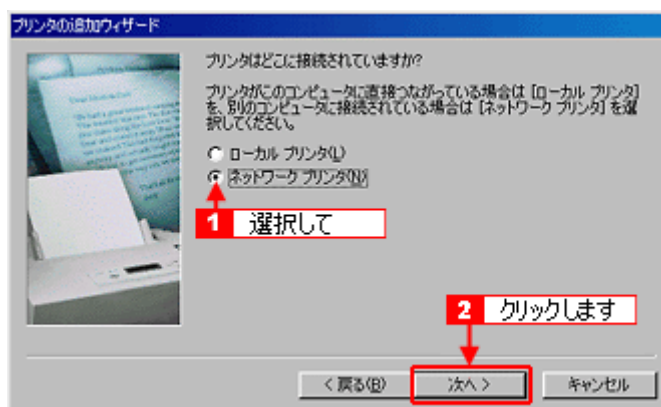 プリンタの追加ウィザード
プリンタはどこに接続されていますか?
プリンタがこのコンピュータに直接つながっている場合は [ローカル プリンタ]
を、別のコンピュータに接続されている場合は [ネットワーク プリンタ] を選
択してください。
ローカル プリンタ(L)
ネットワーク プリンタ(N)
1 選択して
2 クリックします
< 戻る(B)
次へ >
キャンセル